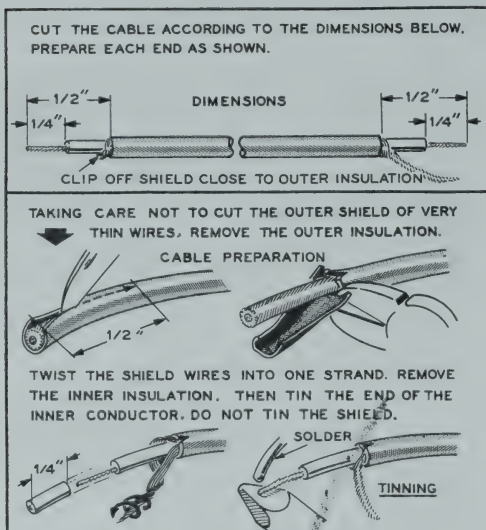 CUT THE CABLE ACCORDING TO THE DIMENSIONS BELOW.
PREPARE EACH END AS SHOWN.
1/2" 1/2"
DIMENSIONS
1/4" 1/4"
CLIP OFF SHIELD CLOSE TO OUTER INSULATION
TAKING CARE NOT TO CUT THE OUTER SHIELD OF VERY
THIN WIRES, REMOVE THE OUTER INSULATION.
CABLE PREPARATION
1/2"
TWIST THE SHIELD WIRES INTO ONE STRAND. REMOVE
THE INNER INSULATION. THEN TIN THE END OF THE
INNER CONDUCTOR. DO NOT TIN THE SHIELD.
SOLDER
1/4"
TINNING